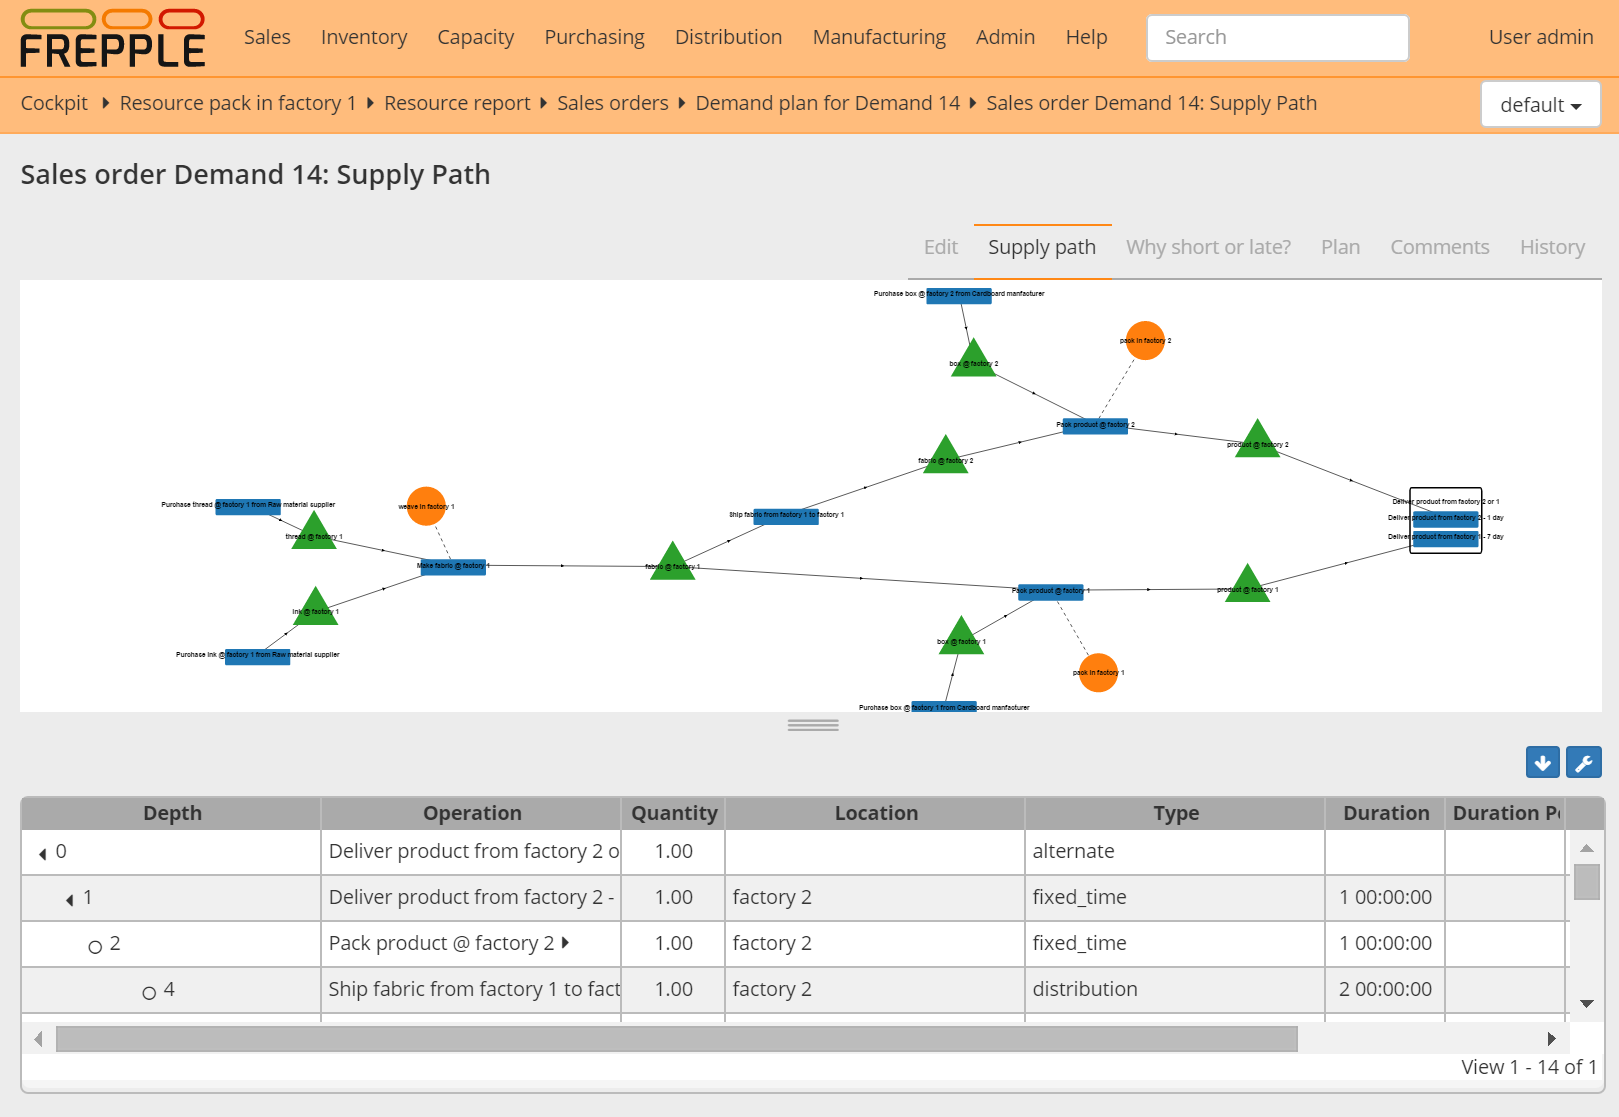 FREPPLE
Sales Inventory Capacity Purchasing Distribution Manufacturing Admin Help Search User admin
Cockpit Resource pack in factory 1 Resource report Sales orders Demand plan for Demand 14 Sales order Demand 14: Supply Path default
Sales order Demand 14: Supply Path
Edit Supply path Why short or late? Plan Comments History
Purchase box @ factory 2 from Cardboard manfacturer
pack in factory 2
box @ factory 2
Pack product @ factory 2
product @ factory 2
fabric @ factory 2
Deliver product from factory 2 or 1
Purchase thread @ factory 1 from Raw material supplier
weave in factory 1
Ship fabric from factory 1 to factory 1
Deliver product from factory 2 - 1 day
thread @ factory 1
Deliver product from factory 1 - 7 day
Make fabric @ factory 1
fabric @ factory 1
Pack product @ factory 1
product @ factory 1
ink @ factory 1
box @ factory 1
Purchase ink @ factory 1 from Raw material supplier
pack in factory 1
Purchase box @ factory 1 from Cardboard manfacturer
Depth Operation Quantity Location Type Duration Duration Pe
0 Deliver product from factory 2 o 1.00 alternate
1 Deliver product from factory 2 - 1.00 factory 2 fixed_time 1 00:00:00
2 Pack product @ factory 2 1.00 factory 2 fixed_time 1 00:00:00
4 Ship fabric from factory 1 to fact 1.00 factory 2 distribution 2 00:00:00
View 1 - 14 of 1